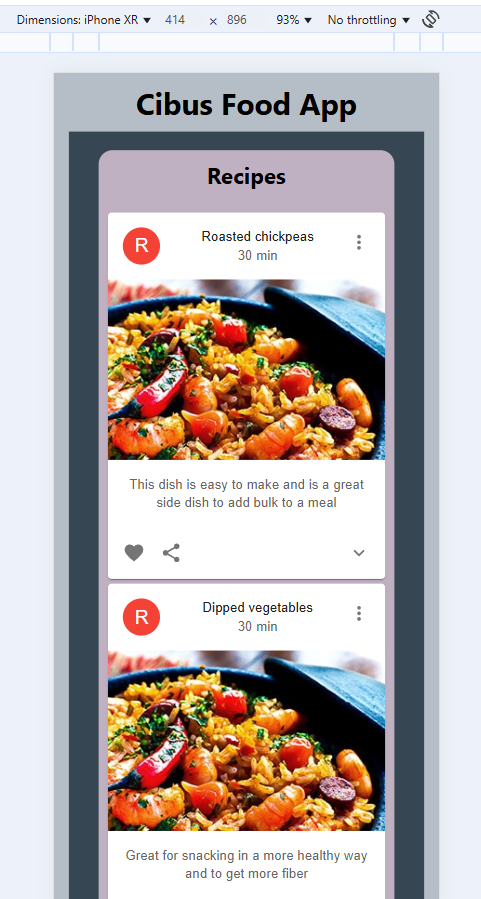 Dimensions: iPhone XR ▼ 414 × 896 93% ▼ No throttling ▼
Cibus Food App
Recipes
R
Roasted chickpeas
30 min
This dish is easy to make and is a great
side dish to add bulk to a meal
R
Dipped vegetables
30 min
Great for snacking in a more healthy way
and to get more fiber